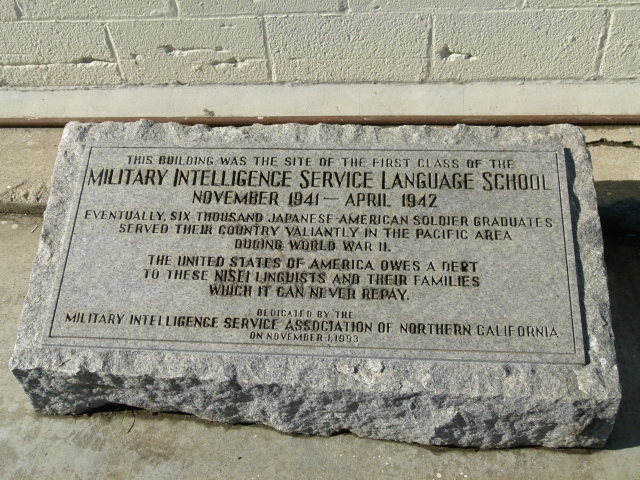 THIS BUILDING WAS THE SITE OF THE FIRST CLASS OF THE
MILITARY INTELLIGENCE SERVICE LANGUAGE SCHOOL
NOVEMBER 1941 — APRIL 1942
EVENTUALLY, SIX THOUSAND JAPANESE-AMERICAN SOLDIER GRADUATES
SERVED THEIR COUNTRY VALIANTLY IN THE PACIFIC AREA
DURING WORLD WAR II.
THE UNITED STATES OF AMERICA OWES A DEBT
TO THESE NISEI LINGUISTS AND THEIR FAMILIES
WHICH IT CAN NEVER REPAY.
DEDICATED BY THE
MILITARY INTELLIGENCE SERVICE ASSOCIATION OF NORTHERN CALIFORNIA
ON NOVEMBER 1, 1993